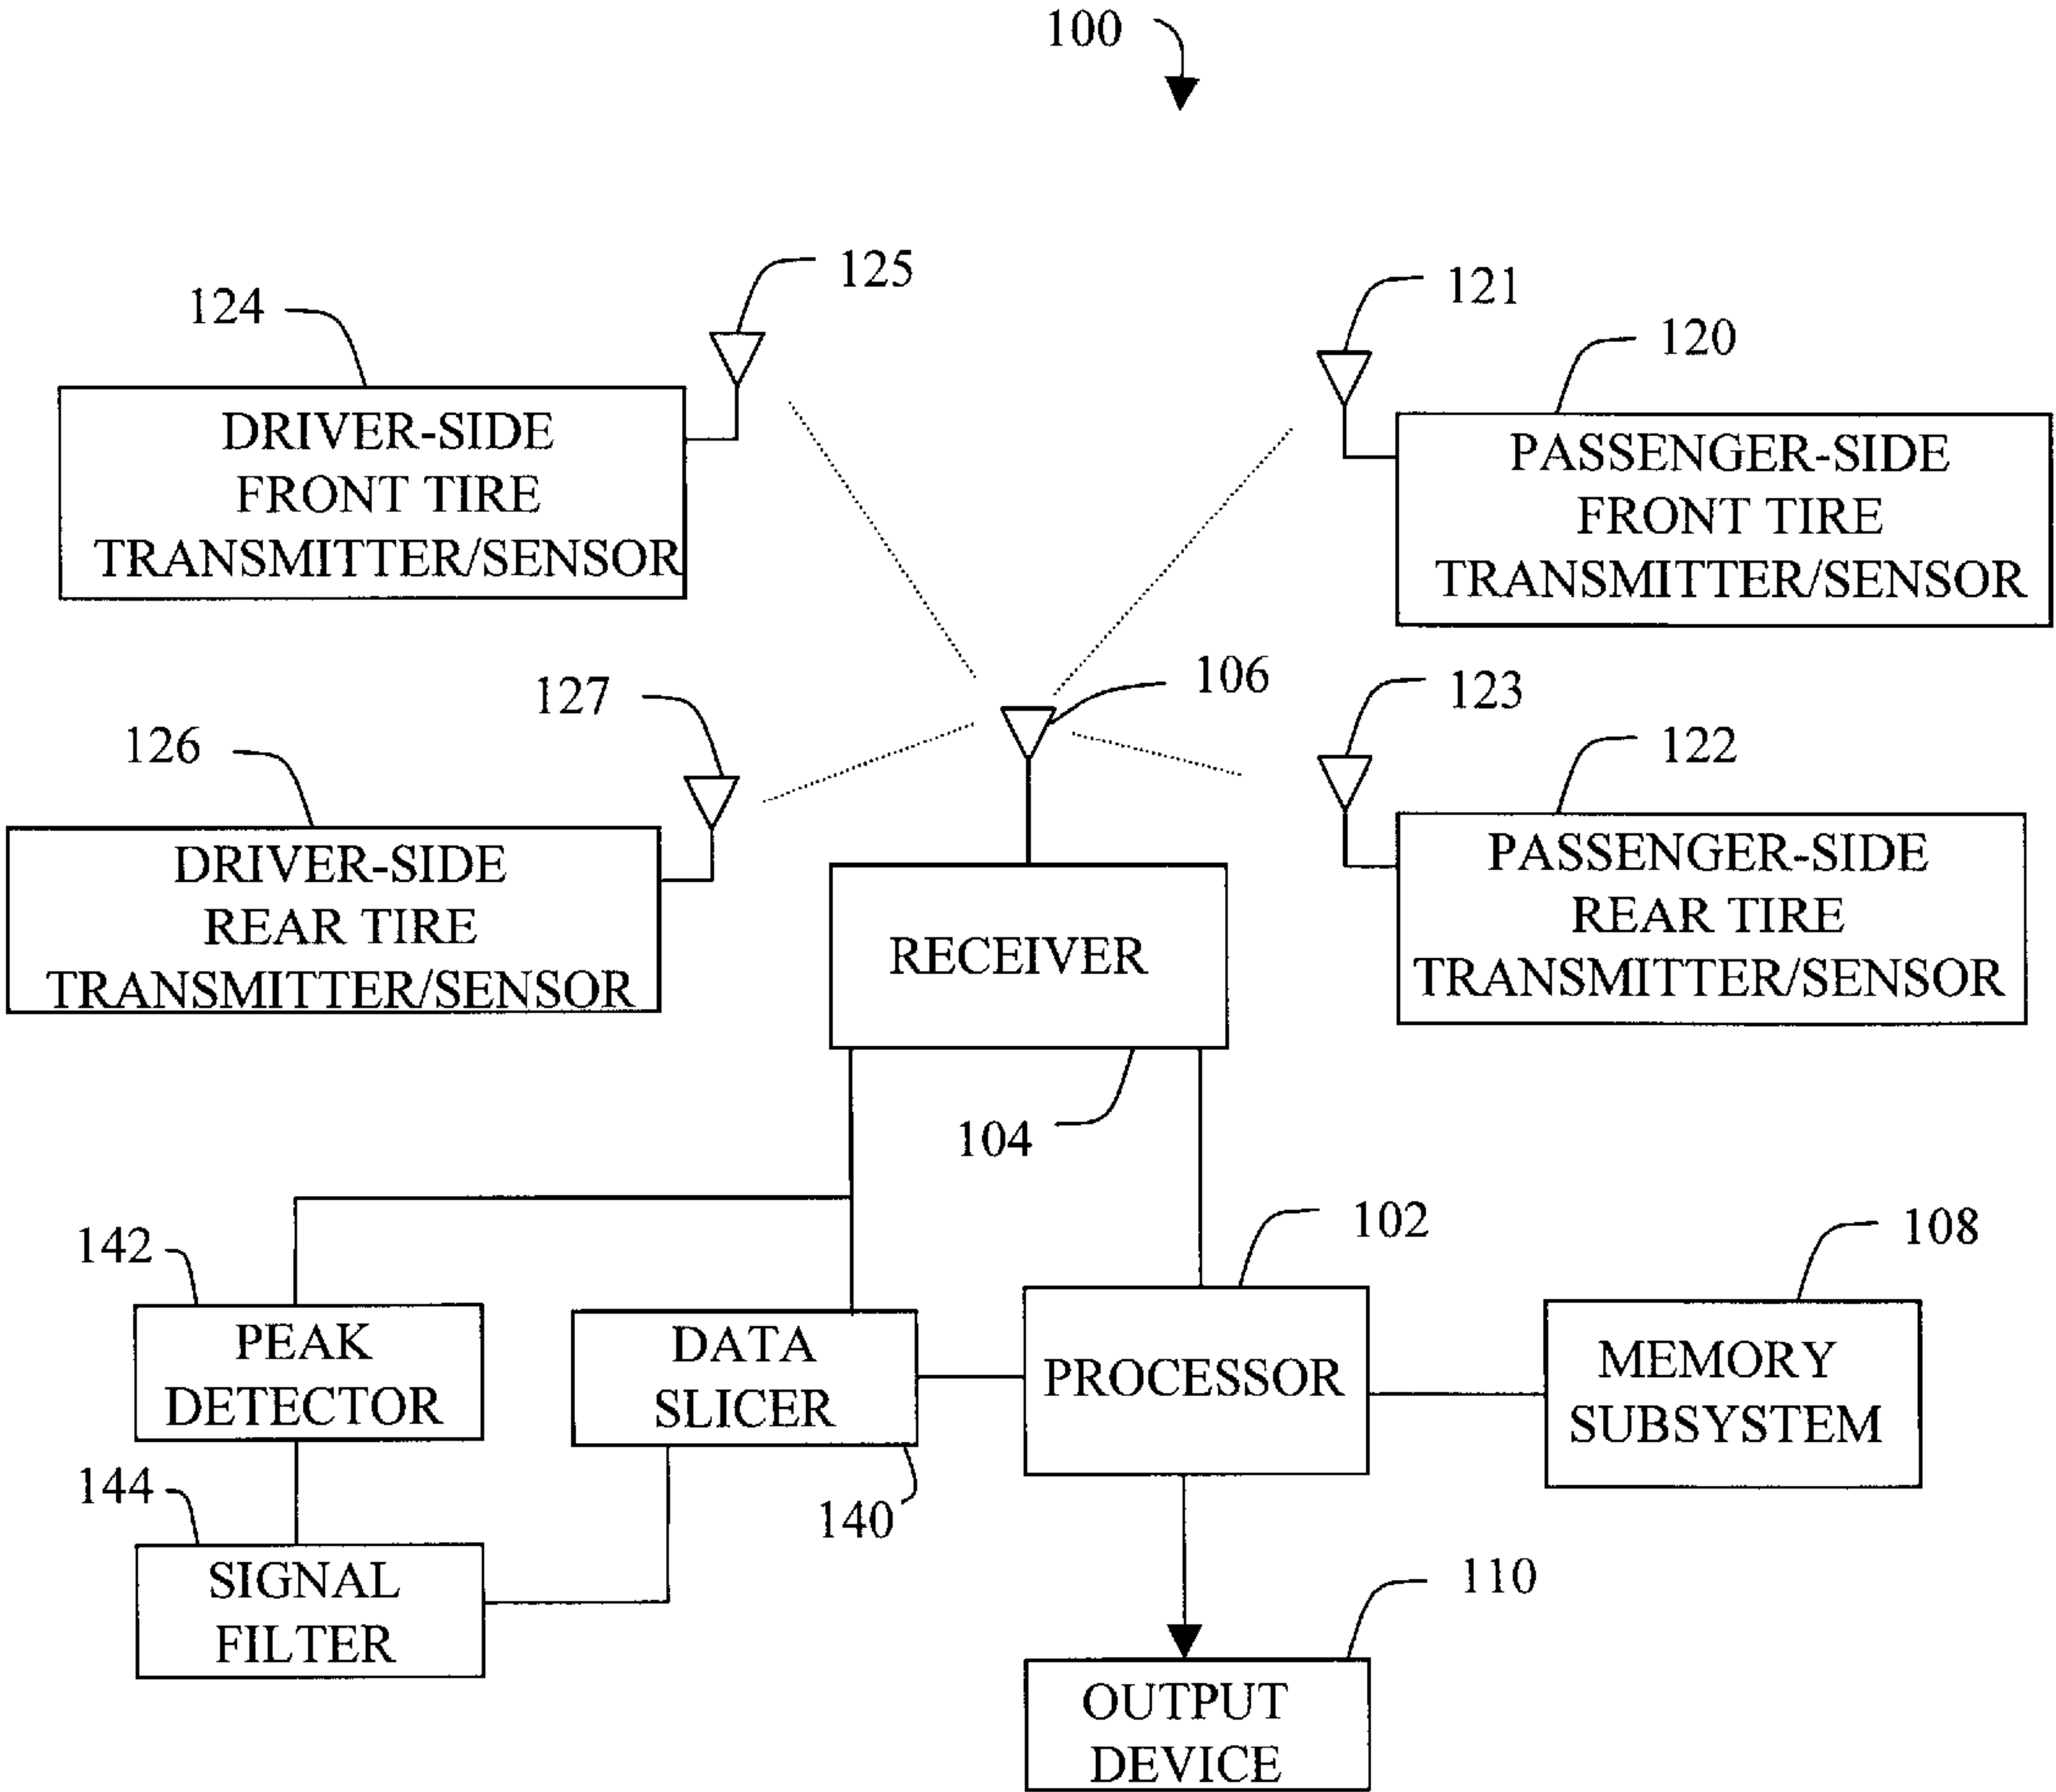 100
125
121
124
120
DRIVER-SIDE
FRONT TIRE
TRANSMITTER/SENSOR
PASSENGER-SIDE
FRONT TIRE
TRANSMITTER/SENSOR
127
106
123
126
122
DRIVER-SIDE
REAR TIRE
TRANSMITTER/SENSOR
RECEIVER
PASSENGER-SIDE
REAR TIRE
TRANSMITTER/SENSOR
104
142
102
108
PEAK
DETECTOR
DATA
SLICER
PROCESSOR
MEMORY
SUBSYSTEM
144
140
SIGNAL
FILTER
110
OUTPUT
DEVICE